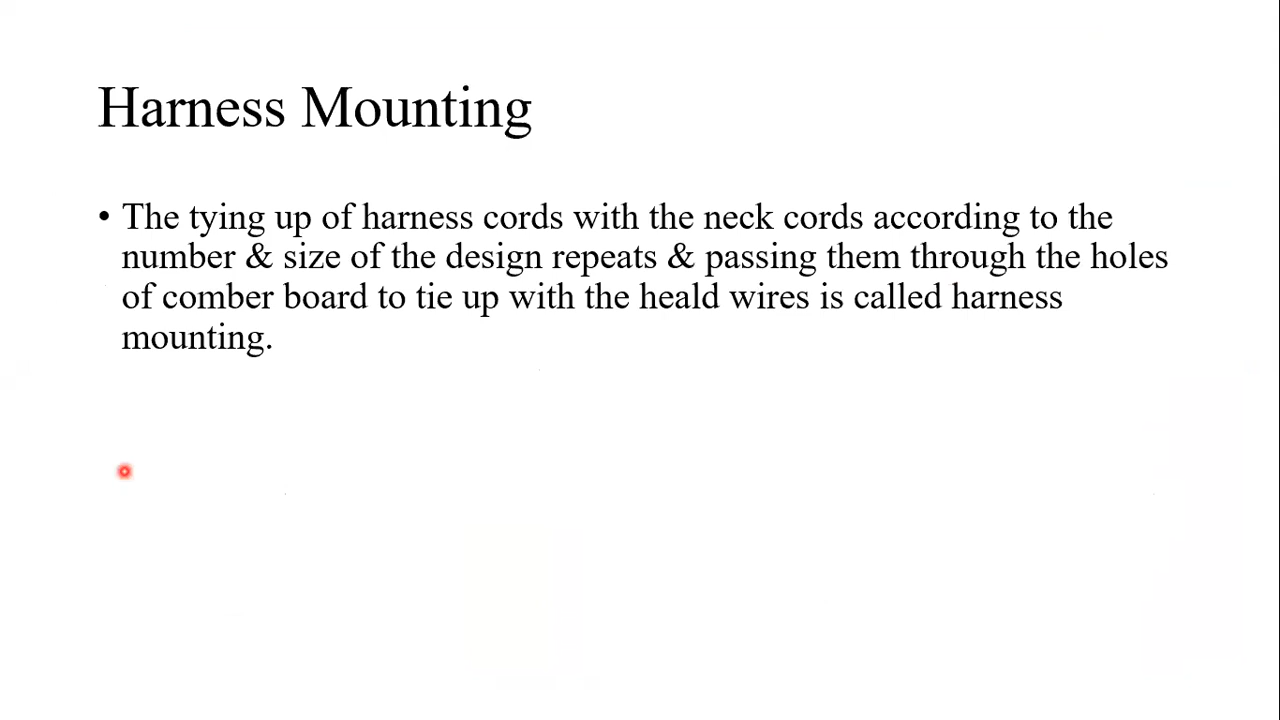 Harness Mounting
• The tying up of harness cords with the neck cords according to the
number & size of the design repeats & passing them through the holes
of comber board to tie up with the heald wires is called harness
mounting.